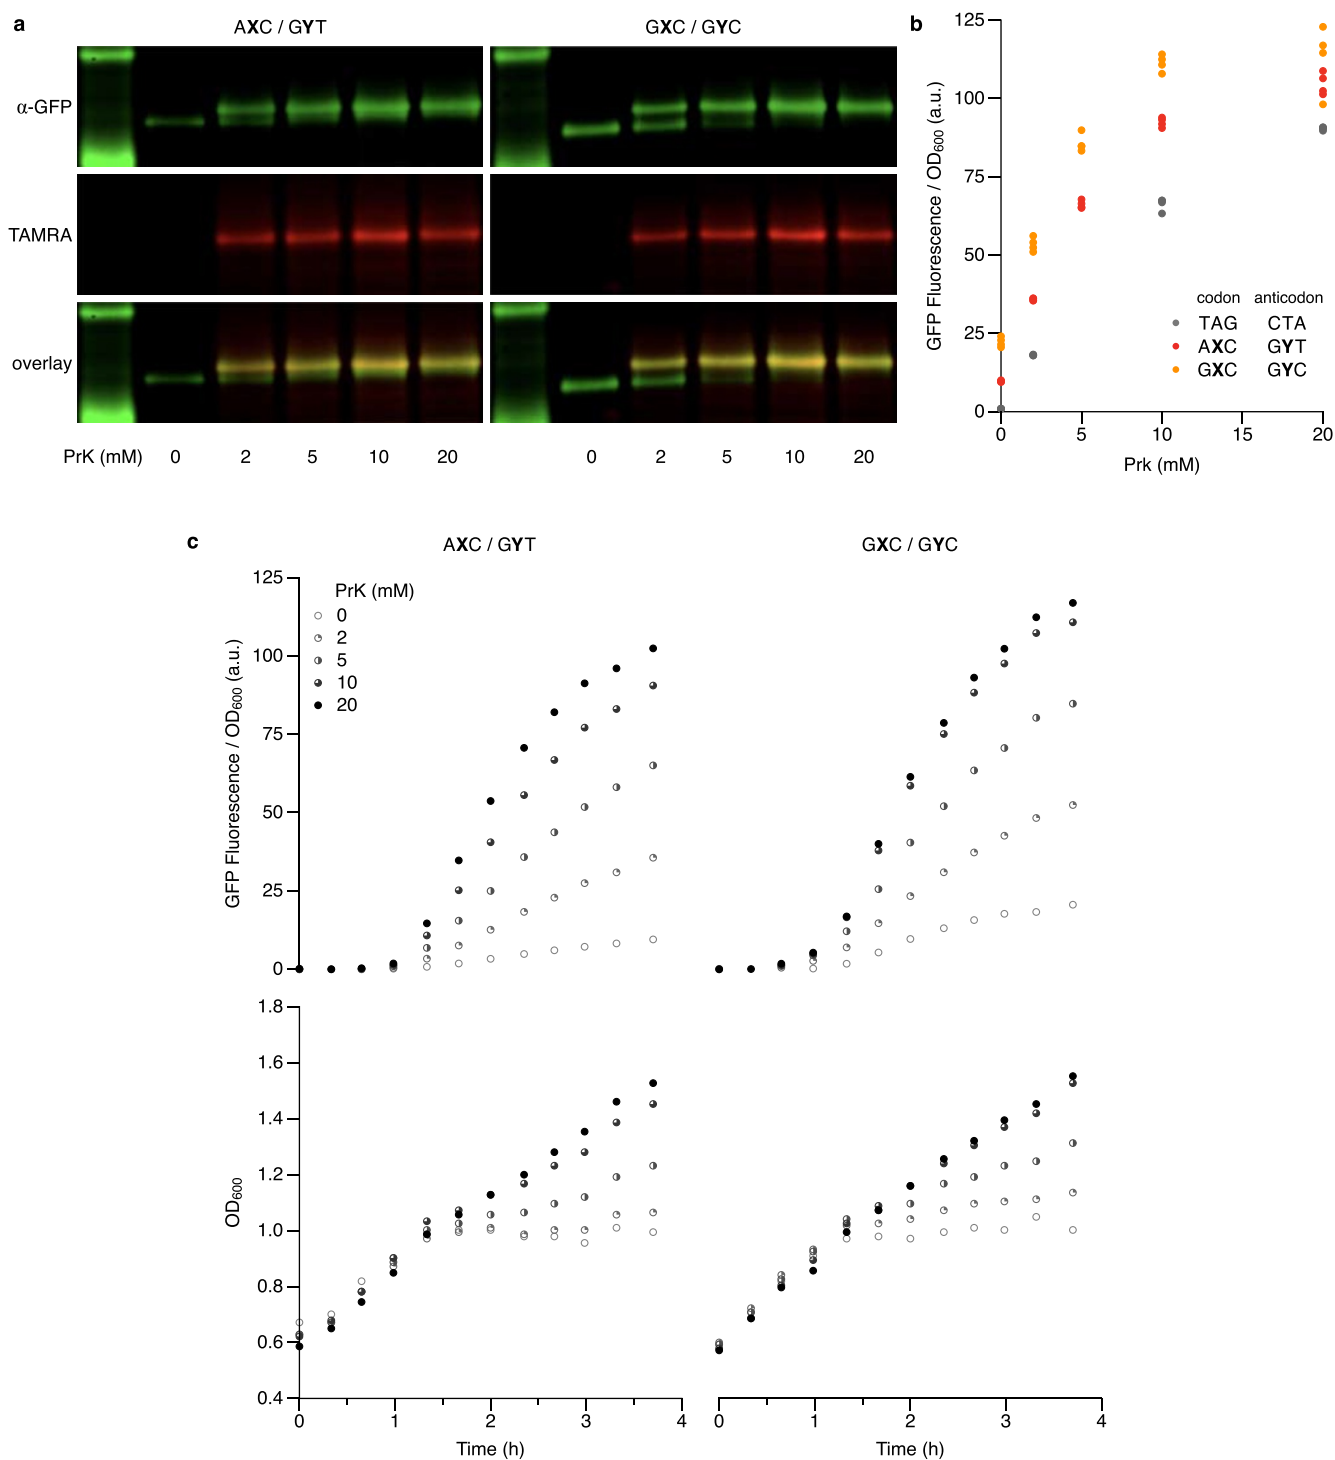 a
AXC / GYT
GXC / GYC
α-GFP
TAMRA
overlay
PrK (mM) 0 2 5 10 20
0 2 5 10 20
b
GFP Fluorescence / OD600 (a.u.)
125
100
75
50
25
0
codon anticodon
TAG CTA
AXC GYT
GXC GYC
0 5 10 15 20
Prk (mM)
c
AXC / GYT
GXC / GYC
GFP Fluorescence / OD600 (a.u.)
125
100
75
50
25
0
PrK (mM)
0
2
5
10
20
OD600
1.8
1.6
1.4
1.2
1.0
0.8
0.6
0.4
0 1 2 3 4
Time (h)
0 1 2 3 4
Time (h)